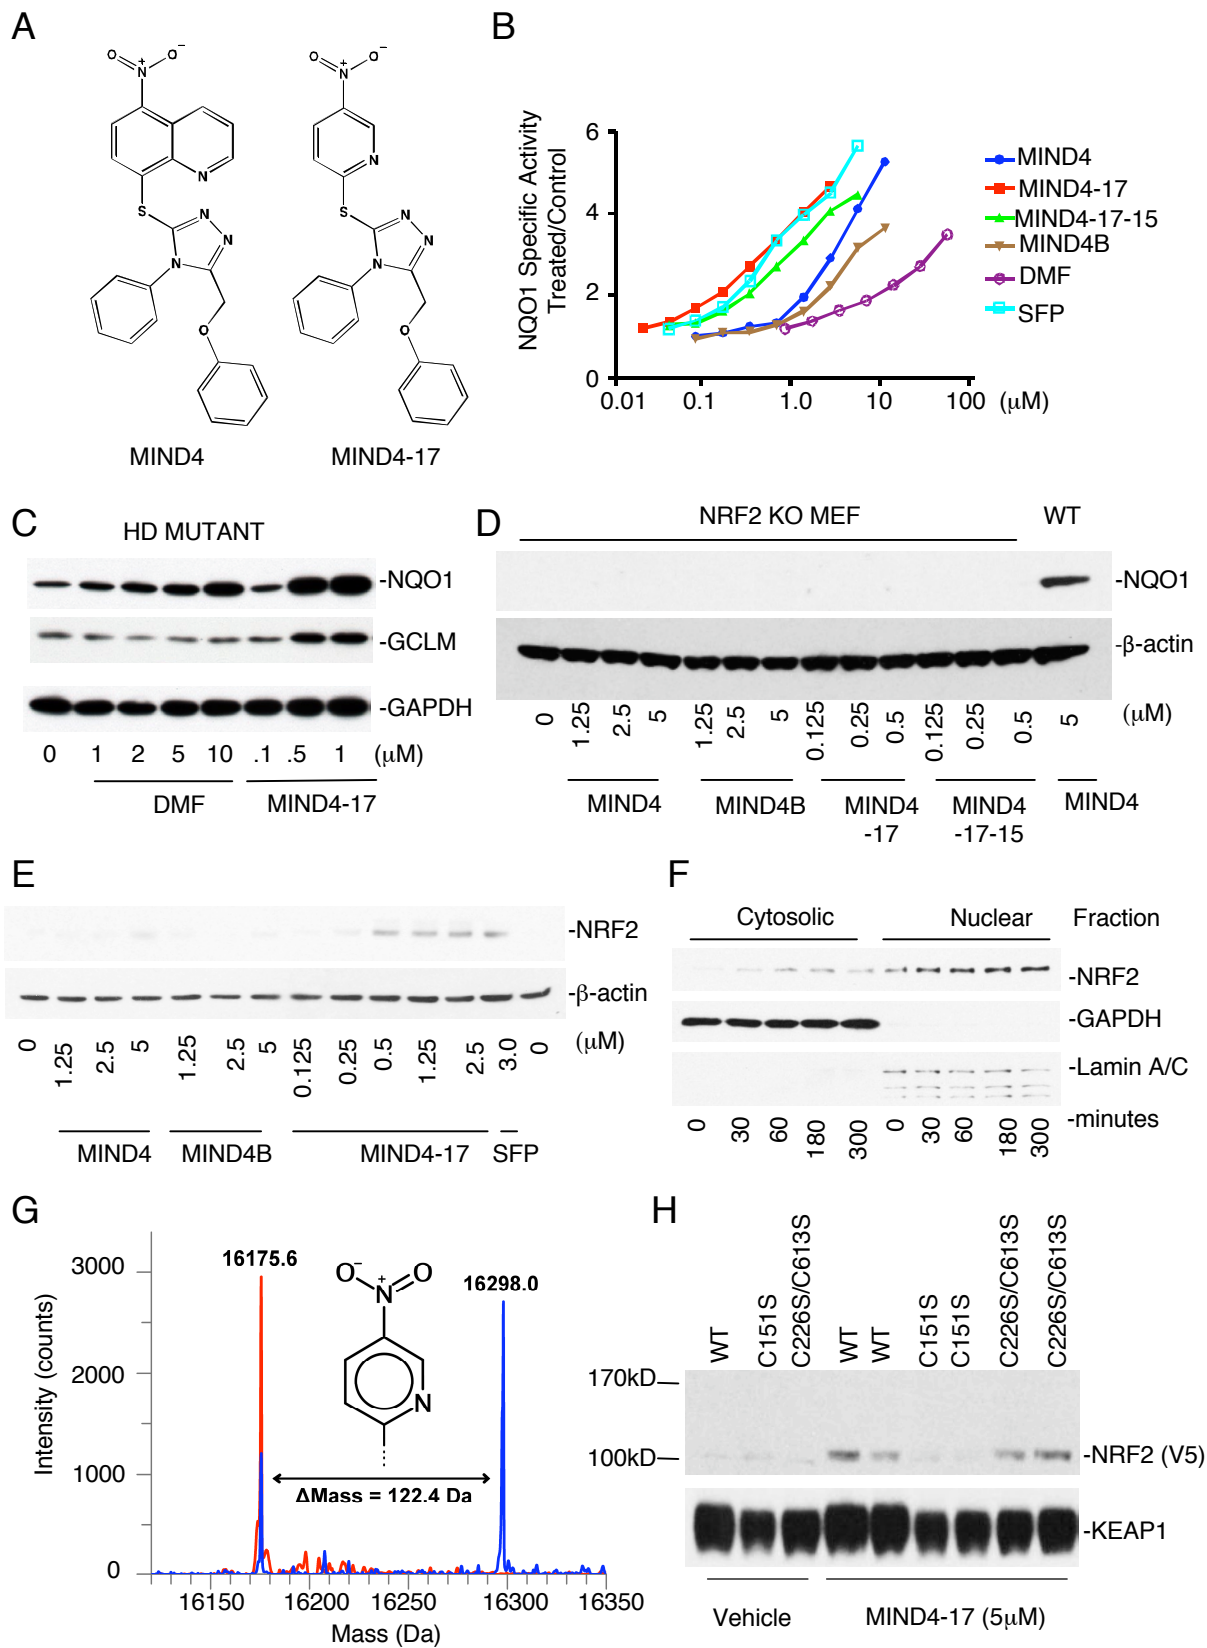 A
O
O−
N+
N
S
N
N
N
O
MIND4
O
O−
N+
N
S
N
N
N
O
MIND4-17
B
NQO1 Specific Activity
Treated/Control
6
4
2
0
0.01 0.1 1.0 10 100 (μM)
MIND4
MIND4-17
MIND4-17-15
MIND4B
DMF
SFP
C
HD MUTANT
-NQO1
-GCLM
-GAPDH
0 1 2 5 10 .1 .5 1 (μM)
DMF MIND4-17
D
NRF2 KO MEF WT
-NQO1
-β-actin
0 1.25 2.5 5 1.25 2.5 5 0.125 0.25 0.5 0.125 0.25 0.5 5 (μM)
MIND4 MIND4B MIND4 MIND4 MIND4
-17 -17-15
E
-NRF2
-β-actin
0 1.25 2.5 5 1.25 2.5 5 0.125 0.25 0.5 1.25 2.5 3.0 0 (μM)
MIND4 MIND4B MIND4-17 SFP
F
Cytosolic Nuclear Fraction
-NRF2
-GAPDH
-Lamin A/C
0 30 60 180 300 0 30 60 180 300 -minutes
G
Intensity (counts)
3000
2000
1000
0
16175.6
16298.0
O− N+ O
N
ΔMass = 122.4 Da
16150 16200 16250 16300 16350
Mass (Da)
H
WT C151S C226S/C613S WT WT C151S C151S C226S/C613S C226S/C613S
170kD
100kD
-NRF2 (V5)
-KEAP1
Vehicle MIND4-17 (5μM)